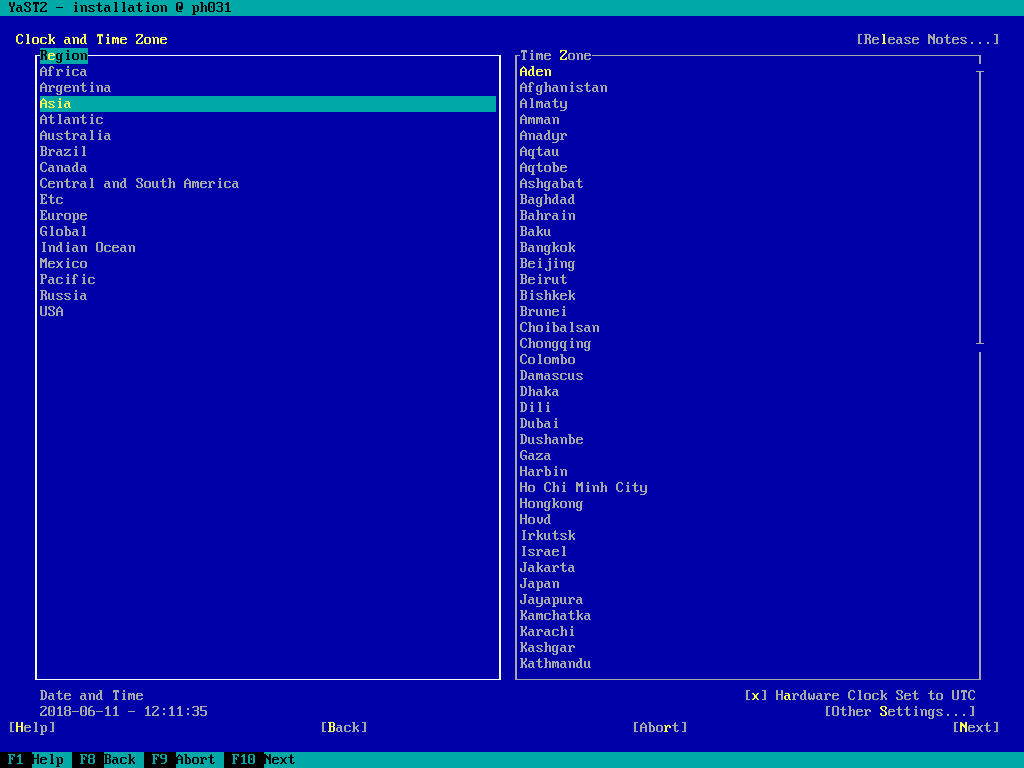 YaST2 - installation @ ph031
Clock and Time Zone
[Release Notes...]
Region
Africa
Argentina
Asia
Atlantic
Australia
Brazil
Canada
Central and South America
Etc
Europe
Global
Indian Ocean
Mexico
Pacific
Russia
USA
Time Zone
Aden
Afghanistan
Almaty
Amman
Anadyr
Aqtau
Aqtobe
Ashgabat
Baghdad
Bahrain
Baku
Bangkok
Beijing
Beirut
Bishkek
Brunei
Choibalsan
Chongqing
Colombo
Damascus
Dhaka
Dili
Dubai
Dushanbe
Gaza
Harbin
Ho Chi Minh City
Hongkong
Hovd
Irkutsk
Israel
Jakarta
Japan
Jayapura
Kamchatka
Karachi
Kashgar
Kathmandu
Date and Time
2018-06-11 - 12:11:35
[x] Hardware Clock Set to UTC
[Other Settings...]
[Help] [Back] [Abort] [Next]
F1 Help F8 Back F9 Abort F10 Next